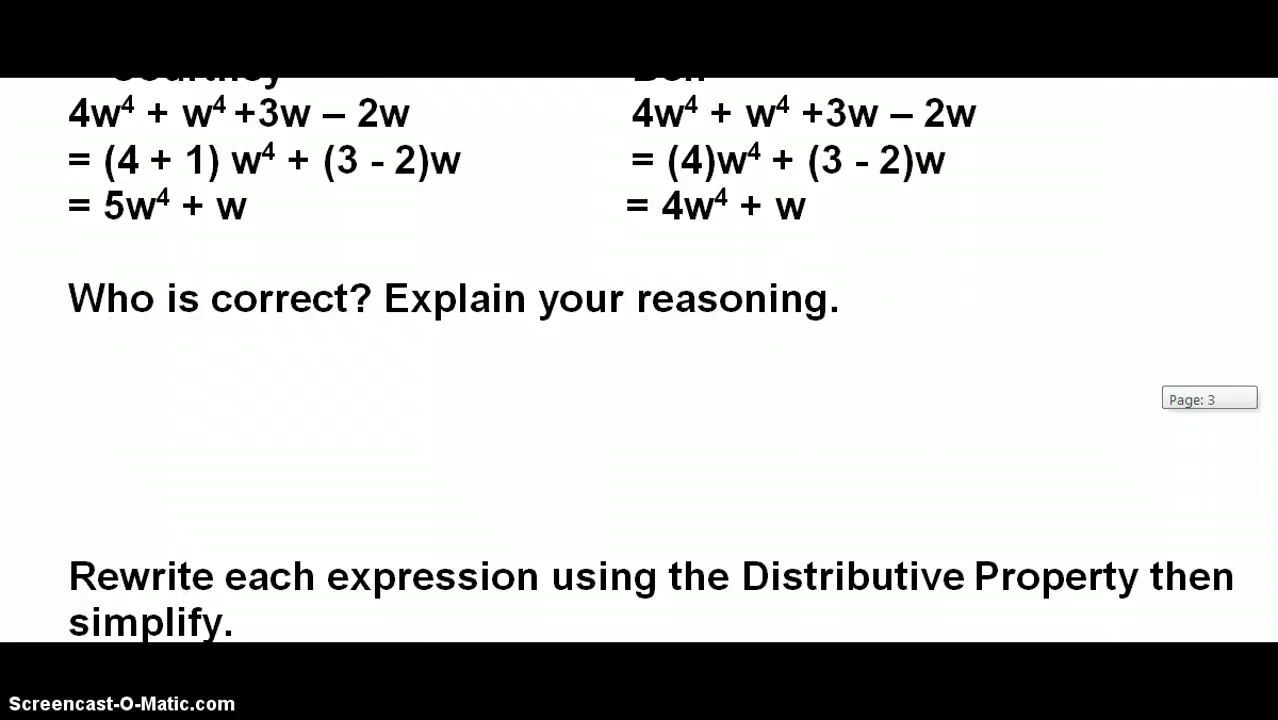 Courtney Ben
4w⁴ + w⁴ +3w – 2w 4w⁴ + w⁴ +3w – 2w
= (4 + 1) w⁴ + (3 - 2)w = (4)w⁴ + (3 - 2)w
= 5w⁴ + w = 4w⁴ + w
Who is correct? Explain your reasoning.
Page: 3
Rewrite each expression using the Distributive Property then
simplify.
Screencast-O-Matic.com